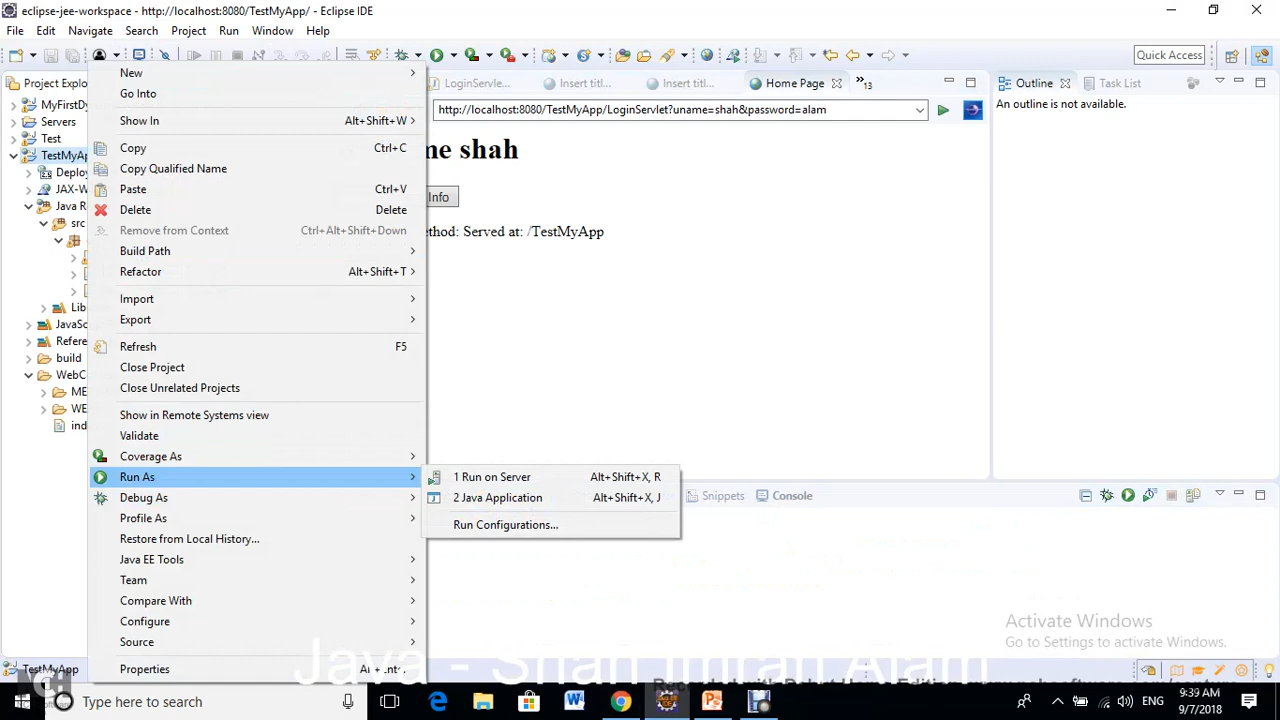 eclipse-jee-workspace - http://localhost:8080/TestMyApp/ - Eclipse IDE
File Edit Navigate Search Project Run Window Help
Quick Access
Project Explo
LoginServle...
Insert titl...
Insert titl...
Home Page
13
Outline
Task List
MyFirstDy
Servers
Test
TestMyAp
Deploy
JAX-W
Java R
src
Lib
JavaSc
Refere
build
WebC
ME
WE
ind
New
Go Into
Show In Alt+Shift+W
Copy Ctrl+C
Copy Qualified Name
Paste Ctrl+V
Delete Delete
Remove from Context Ctrl+Alt+Shift+Down
Build Path
Refactor Alt+Shift+T
Import
Export
Refresh F5
Close Project
Close Unrelated Projects
Show in Remote Systems view
Validate
Coverage As
Run As
Debug As
Profile As
Restore from Local History...
Java EE Tools
Team
Compare With
Configure
Source
Properties
1 Run on Server Alt+Shift+X, R
2 Java Application Alt+Shift+X, J
Run Configurations...
http://localhost:8080/TestMyApp/LoginServlet?uname=shah&password=alam
me shah
Info
ethod: Served at: /TestMyApp
An outline is not available.
Snippets
Console
Activate Windows
Go to Settings to activate Windows.
TestMyApp
Type here to search
9:39 AM
9/7/2018